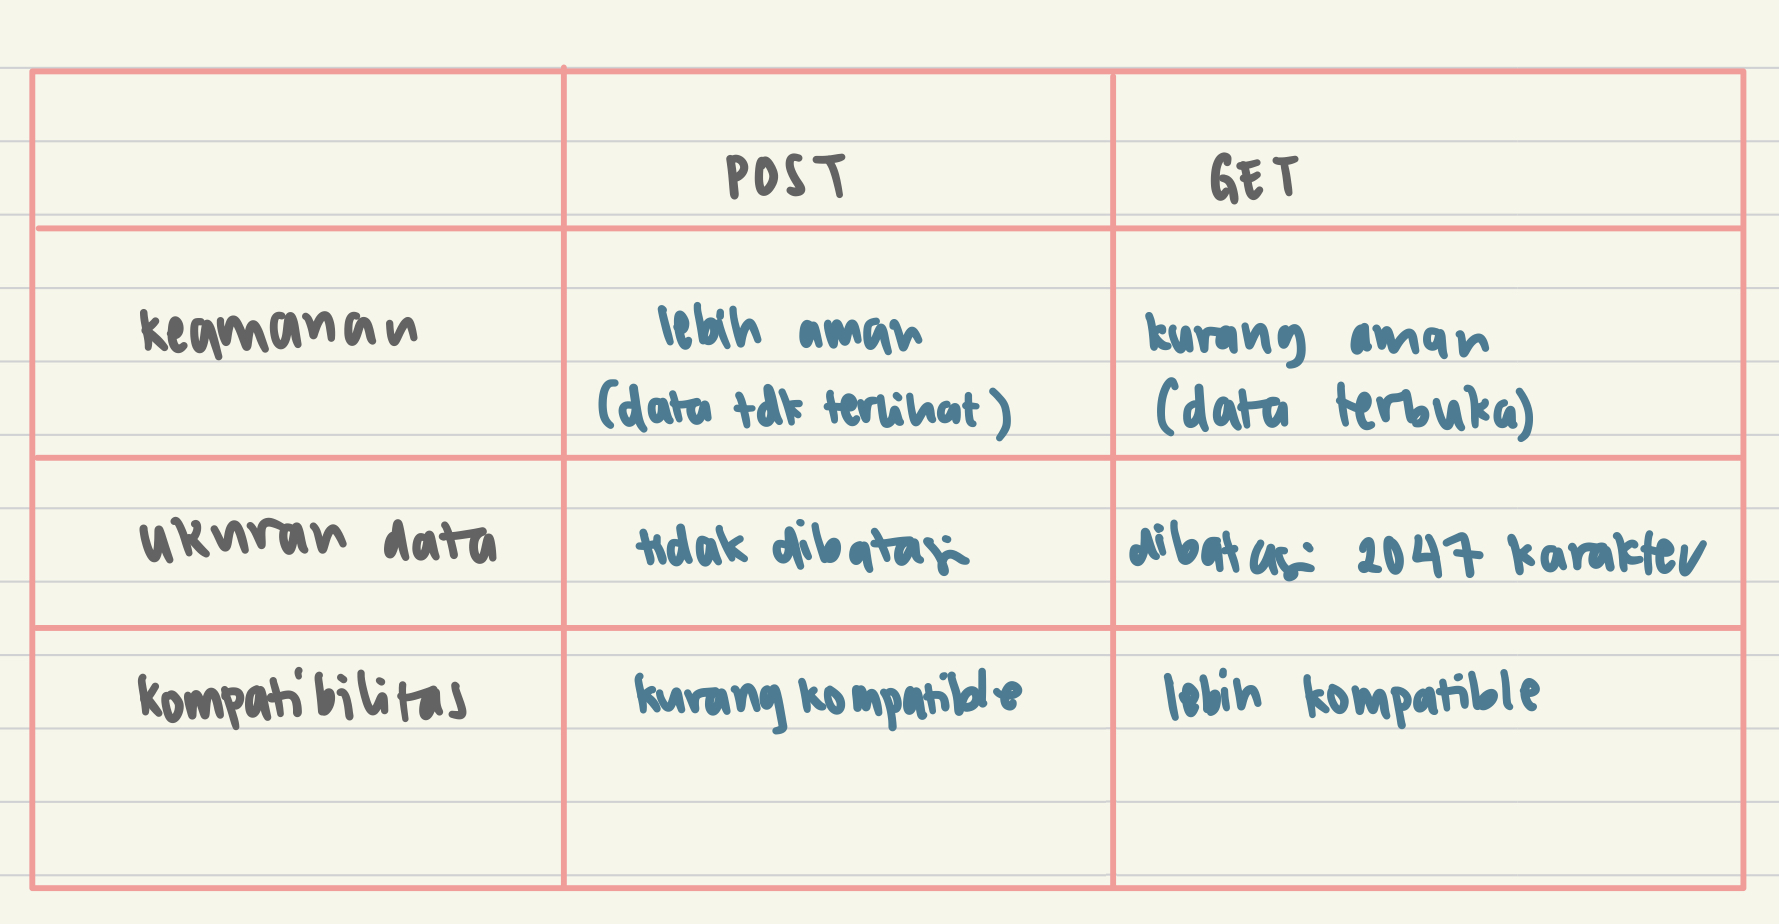 POST GET
keamanan lebih aman kurang aman
(data tdk terlihat) (data terbuka)
ukuran data tidak dibatasi dibatasi 2047 karakter
kompatibilitas kurang kompatible lebih kompatible